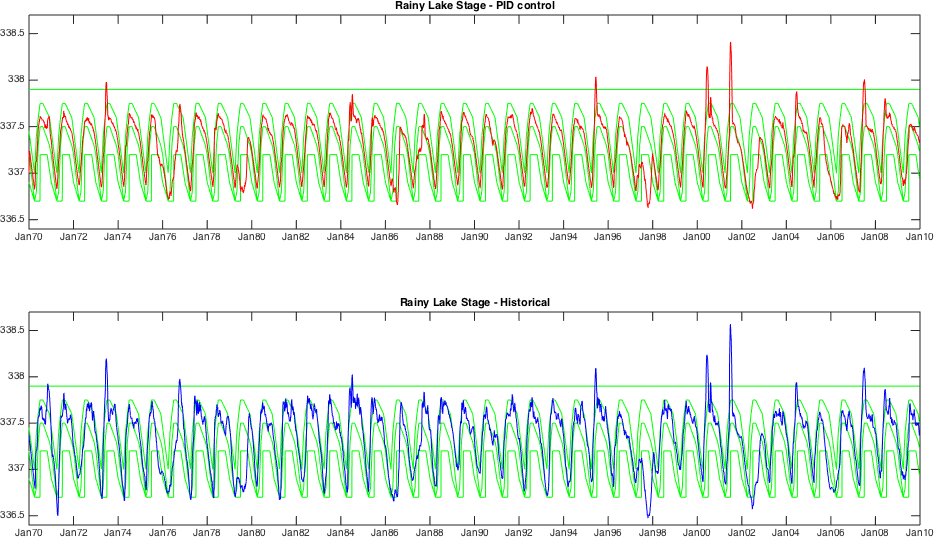 Rainy Lake Stage - PID control
338.5
338
337.5
337
336.5
Jan70 Jan72 Jan74 Jan76 Jan78 Jan80 Jan82 Jan84 Jan86 Jan88 Jan90 Jan92 Jan94 Jan96 Jan98 Jan00 Jan02 Jan04 Jan06 Jan08 Jan10
Rainy Lake Stage - Historical
338.5
338
337.5
337
336.5
Jan70 Jan72 Jan74 Jan76 Jan78 Jan80 Jan82 Jan84 Jan86 Jan88 Jan90 Jan92 Jan94 Jan96 Jan98 Jan00 Jan02 Jan04 Jan06 Jan08 Jan10